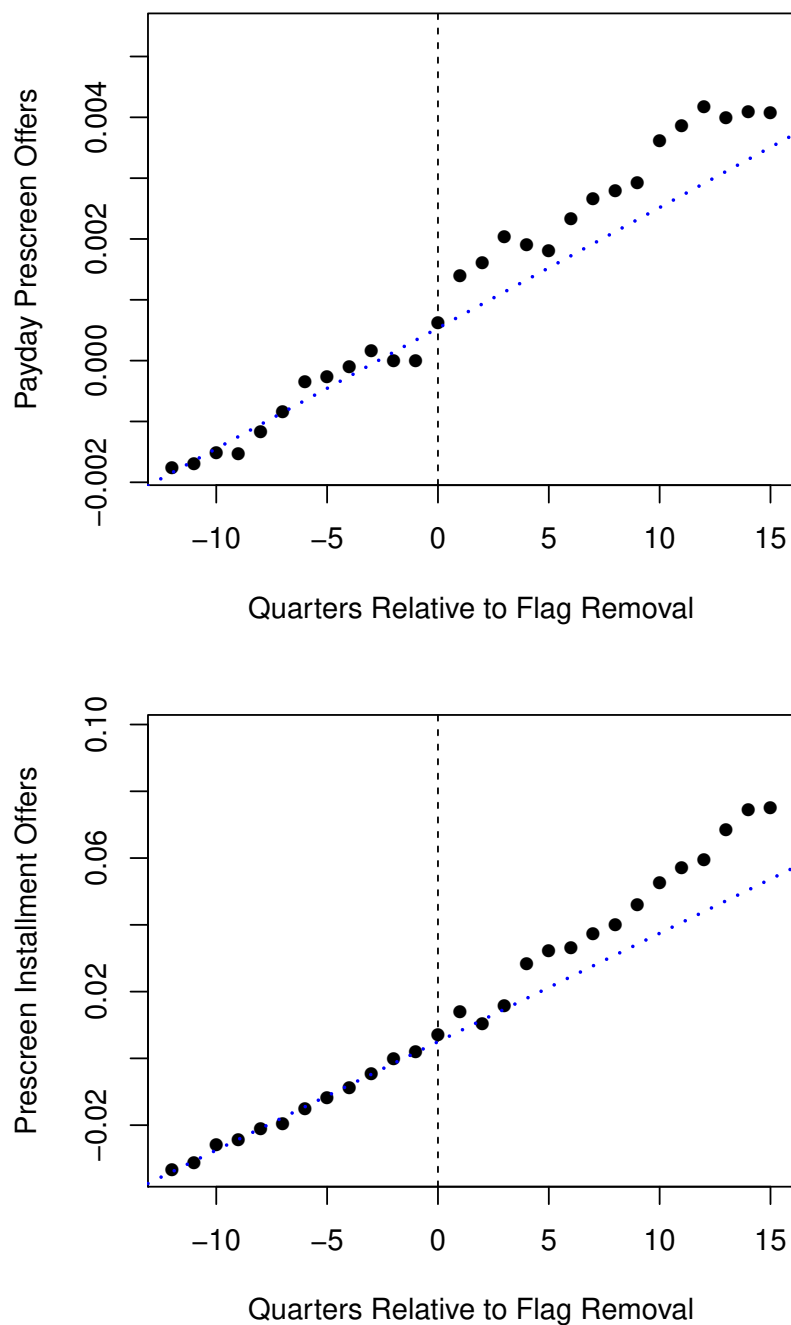 Payday Prescreen Offers
0.004
0.002
0.000
−0.002
−10 −5 0 5 10 15
Quarters Relative to Flag Removal
Prescreen Installment Offers
0.10
0.06
0.02
−0.02
−10 −5 0 5 10 15
Quarters Relative to Flag Removal